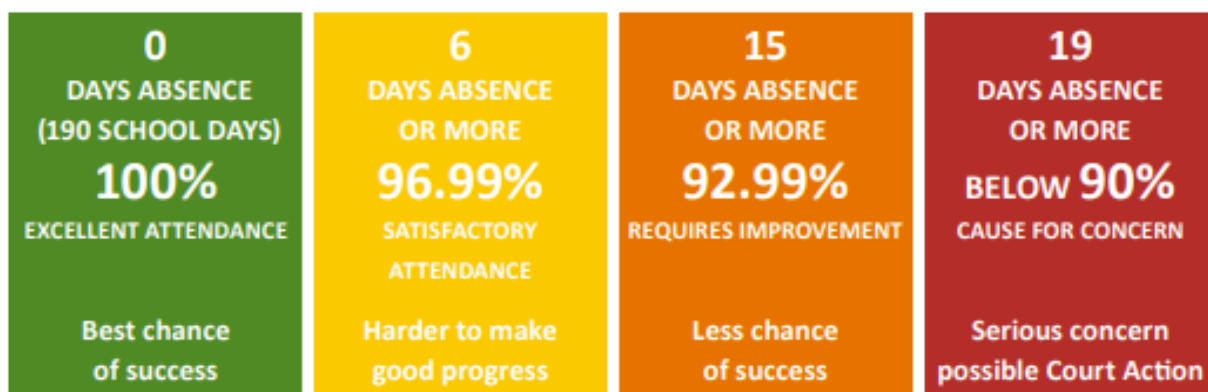 0
DAYS ABSENCE
(190 SCHOOL DAYS)
100%
EXCELLENT ATTENDANCE
Best chance
of success
6
DAYS ABSENCE
OR MORE
96.99%
SATISFACTORY
ATTENDANCE
Harder to make
good progress
15
DAYS ABSENCE
OR MORE
92.99%
REQUIRES IMPROVEMENT
Less chance
of success
19
DAYS ABSENCE
OR MORE
BELOW 90%
CAUSE FOR CONCERN
Serious concern
possible Court Action